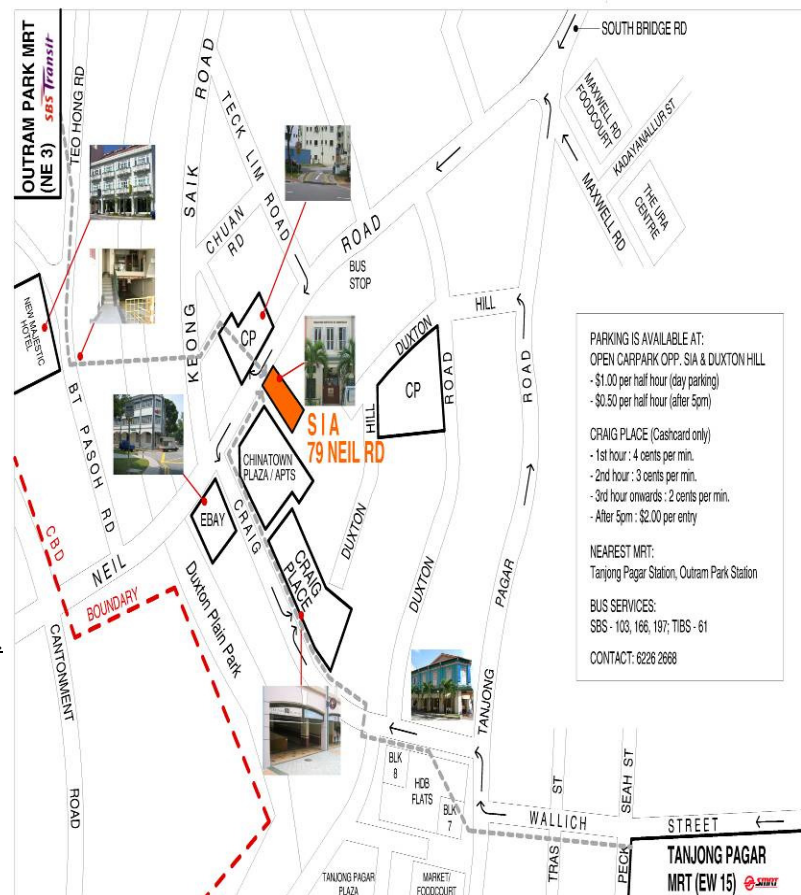 OUTRAM PARK MRT
(NE 3)
SBS Transit
TEO HONG RD
KEONG SAIK ROAD
TECK LIM ROAD
CHUAN
RD
SOUTH BRIDGE RD
MAXWELL RD
FOODCOURT
KADAYANALLUR ST
THE URA
CENTRE
MAXWELL RD
ROAD
BUS
STOP
HILL
DUXTON
ROAD
ROAD
NEW MAJESTIC
HOTEL
CP
CP
BT PASOH RD
S I A
79 NEIL RD
HILL
CHINATOWN
PLAZA / APTS
EBAY
CRAIG
CRAIG
PLACE
DUXTON
DUXTON
PAGAR
TANJONG
CBD
BOUNDARY
NEIL
Duxton Plain Park
CANTONMENT
ROAD
PARKING IS AVAILABLE AT:
OPEN CARPARK OPP. SIA & DUXTON HILL
- $1.00 per half hour (day parking)
- $0.50 per half hour (after 5pm)
CRAIG PLACE (Cashcard only)
- 1st hour : 4 cents per min.
- 2nd hour : 3 cents per min.
- 3rd hour onwards : 2 cents per min.
- After 5pm : $2.00 per entry
NEAREST MRT:
Tanjong Pagar Station, Outram Park Station
BUS SERVICES:
SBS - 103, 166, 197; TIBS - 61
CONTACT: 6226 2668
BLK
8
HDB
FLATS
BLK
7
TRAS ST
PECK SEAH ST
WALLICH STREET
TANJONG PAGAR
PLAZA
MARKET/
FOODCOURT
TANJONG PAGAR
MRT (EW 15)
SMRT